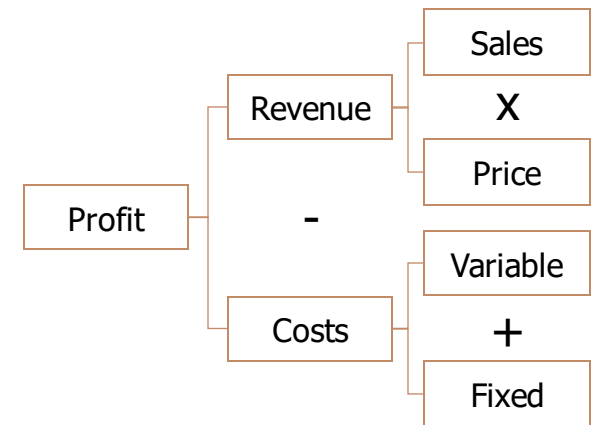 Sales
x
Revenue
Price
Profit
-
Variable
Costs
+
Fixed